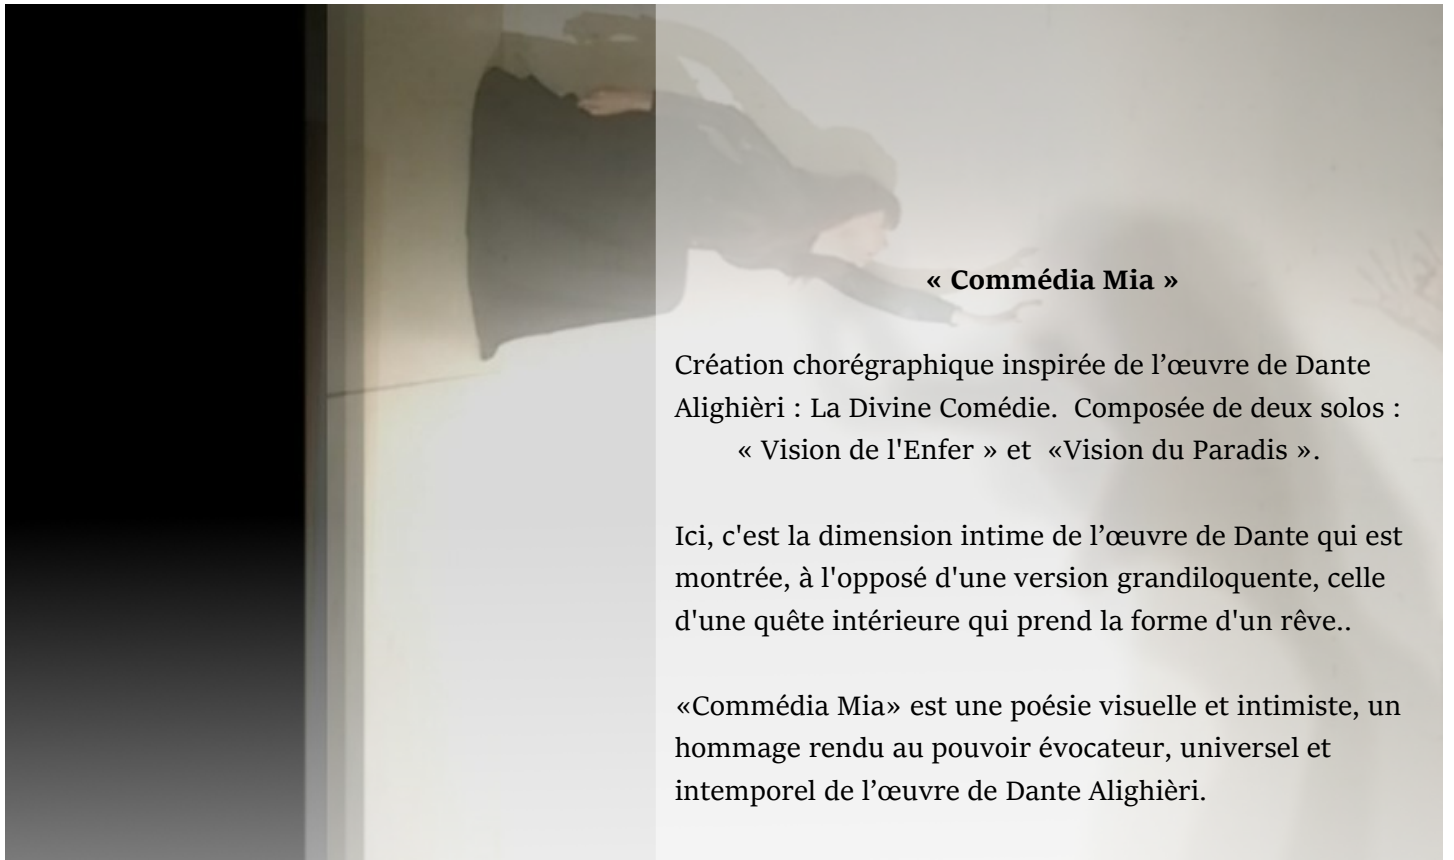 « Commédia Mia »
Création chorégraphique inspirée de l’œuvre de Dante
Alighièri : La Divine Comédie.  Composée de deux solos :
« Vision de l'Enfer » et  «Vision du Paradis ».
Ici, c'est la dimension intime de l’œuvre de Dante qui est
montrée, à l'opposé d'une version grandiloquente, celle
d'une quête intérieure qui prend la forme d'un rêve..
«Commédia Mia» est une poésie visuelle et intimiste, un
hommage rendu au pouvoir évocateur, universel et
intemporel de l’œuvre de Dante Alighièri.